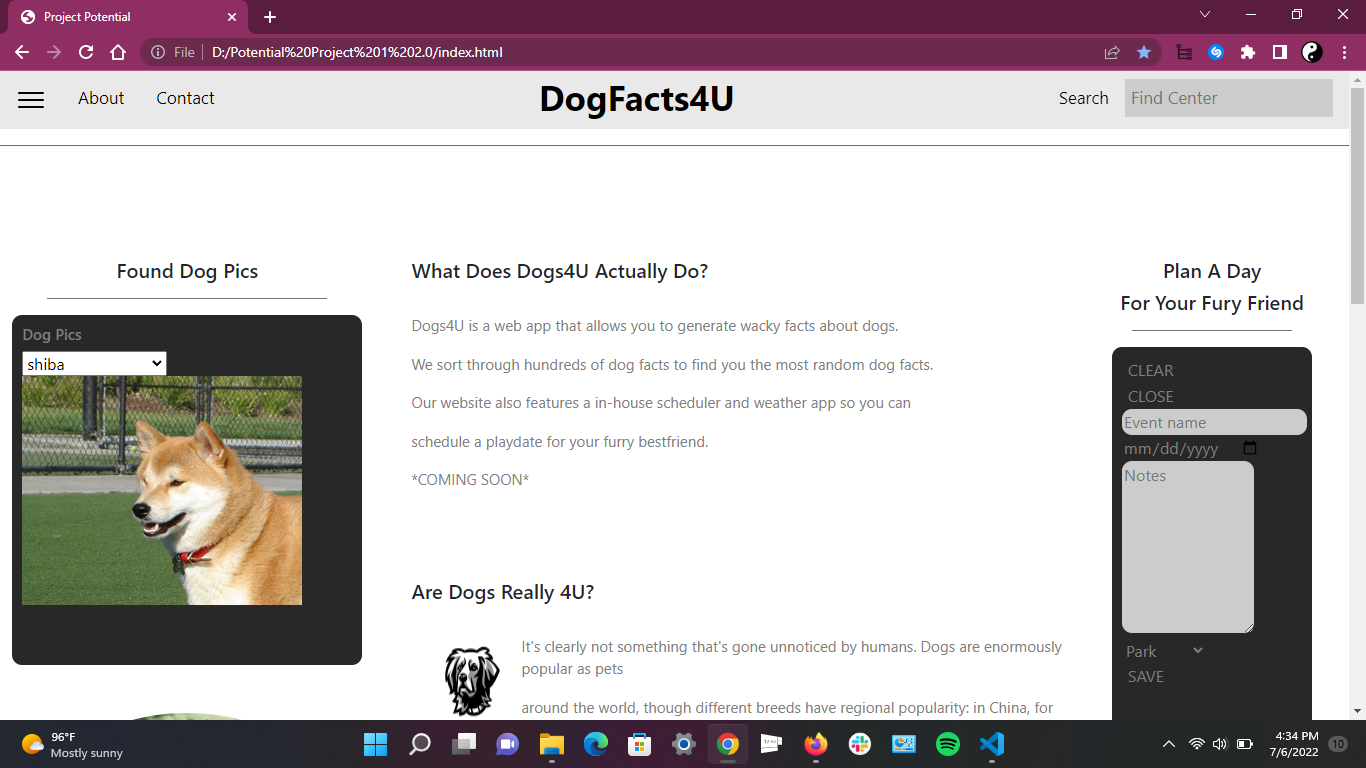 Project Potential
File
D:/Potential%20Project%201%202.0/index.html
About
Contact
DogFacts4U
Search
Find Center
Found Dog Pics
Dog Pics
shiba
What Does Dogs4U Actually Do?
Dogs4U is a web app that allows you to generate wacky facts about dogs.
We sort through hundreds of dog facts to find you the most random dog facts.
Our website also features a in-house scheduler and weather app so you can
schedule a playdate for your furry bestfriend.
*COMING SOON*
Are Dogs Really 4U?
It's clearly not something that's gone unnoticed by humans. Dogs are enormously
popular as pets
around the world, though different breeds have regional popularity: in China, for
Plan A Day
For Your Fury Friend
CLEAR
CLOSE
Event name
mm/dd/yyyy
Notes
Park
SAVE
96°F
Mostly sunny
4:34 PM
7/6/2022
10